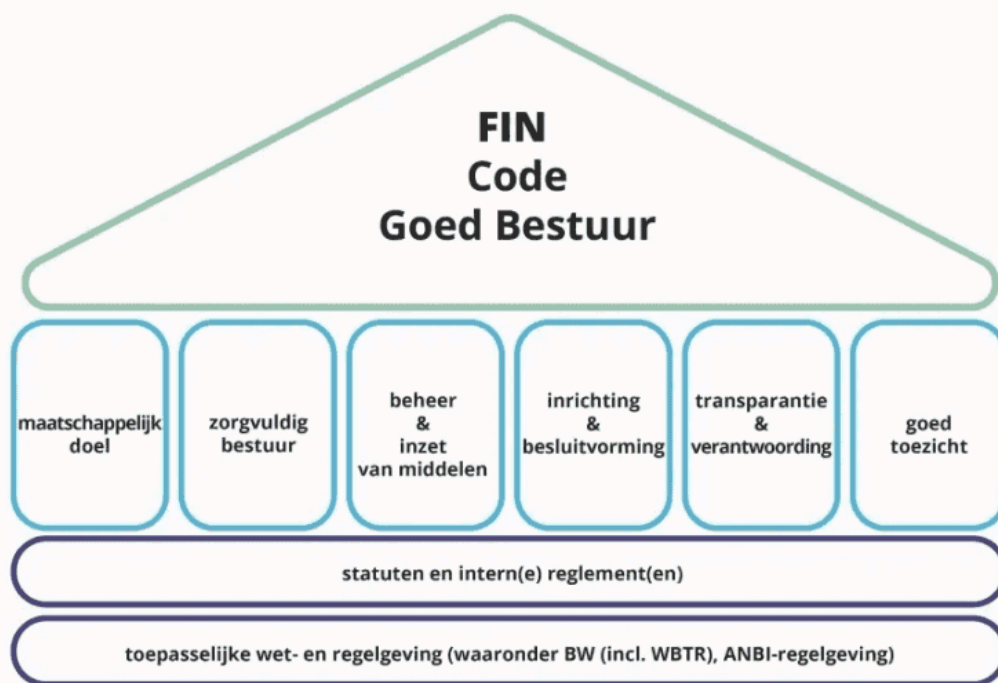 FIN
Code
Goed Bestuur
maatschappelijk
doel
zorgvuldig
bestuur
beheer
&
inzet
van middelen
inrichting
&
besluitvorming
transparantie
&
verantwoording
goed
toezicht
statuten en intern(e) reglement(en)
toepasselijke wet- en regelgeving (waaronder BW (incl. WBTR), ANBI-regelgeving)